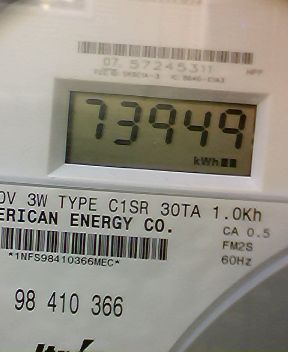 07. 57245311
HPF
73949
kWh
0V 3W TYPE C1SR 30TA 1.0Kh
ERICAN ENERGY CO.
CA 0.5
FM2S
*1NFS98410366MEC*
60Hz
98 410 366